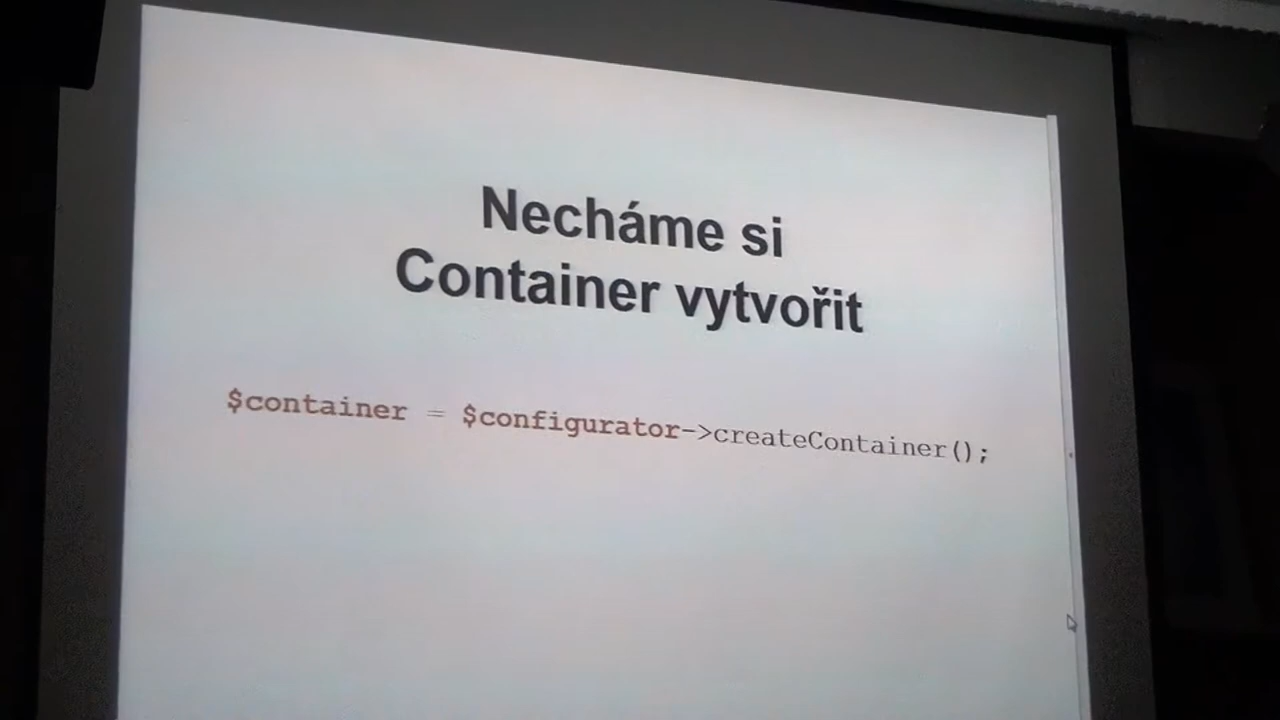 Necháme si
Container vytvořit
$container = $configurator->createContainer();